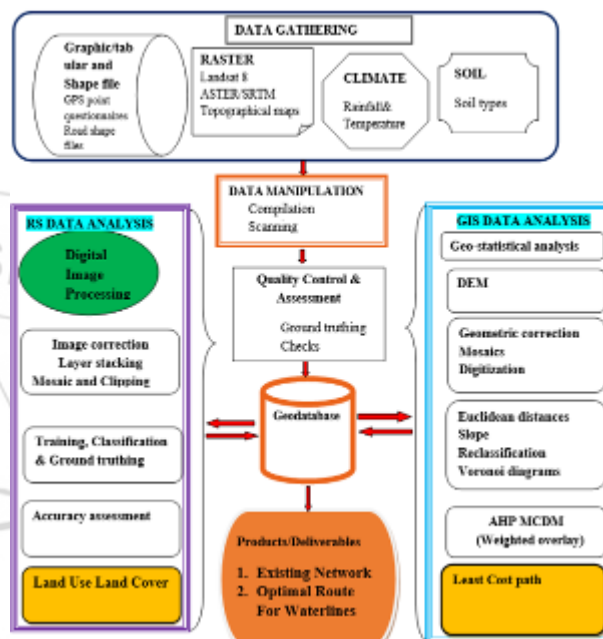 DATA GATHERING
Graphic/tab
ular and
Shape file
GPS point
questionnaires
Road shape
files
RASTER
Landsat 8
ASTER/SRTM
Topographical maps
CLIMATE
Rainfall&
Temperature
SOIL
Soil types
DATA MANIPULATION
Compilation
Scanning
Quality Control &
Assessment
Ground truthing
Checks
Geodatabase
Products/Deliverables
1. Existing Network
2. Optimal Route
For Waterlines
RS DATA ANALYSIS
Digital
Image
Processing
Image correction
Layer stacking
Mosaic and Clipping
Training, Classification
& Ground truthing
Accuracy assessment
Land Use Land Cover
GIS DATA ANALYSIS
Geo-statistical analysis
DEM
Geometric correction
Mosaics
Digitization
Euclidean distances
Slope
Reclassification
Voronoi diagrams
AHP MCDM
(Weighted overlay)
Least Cost path